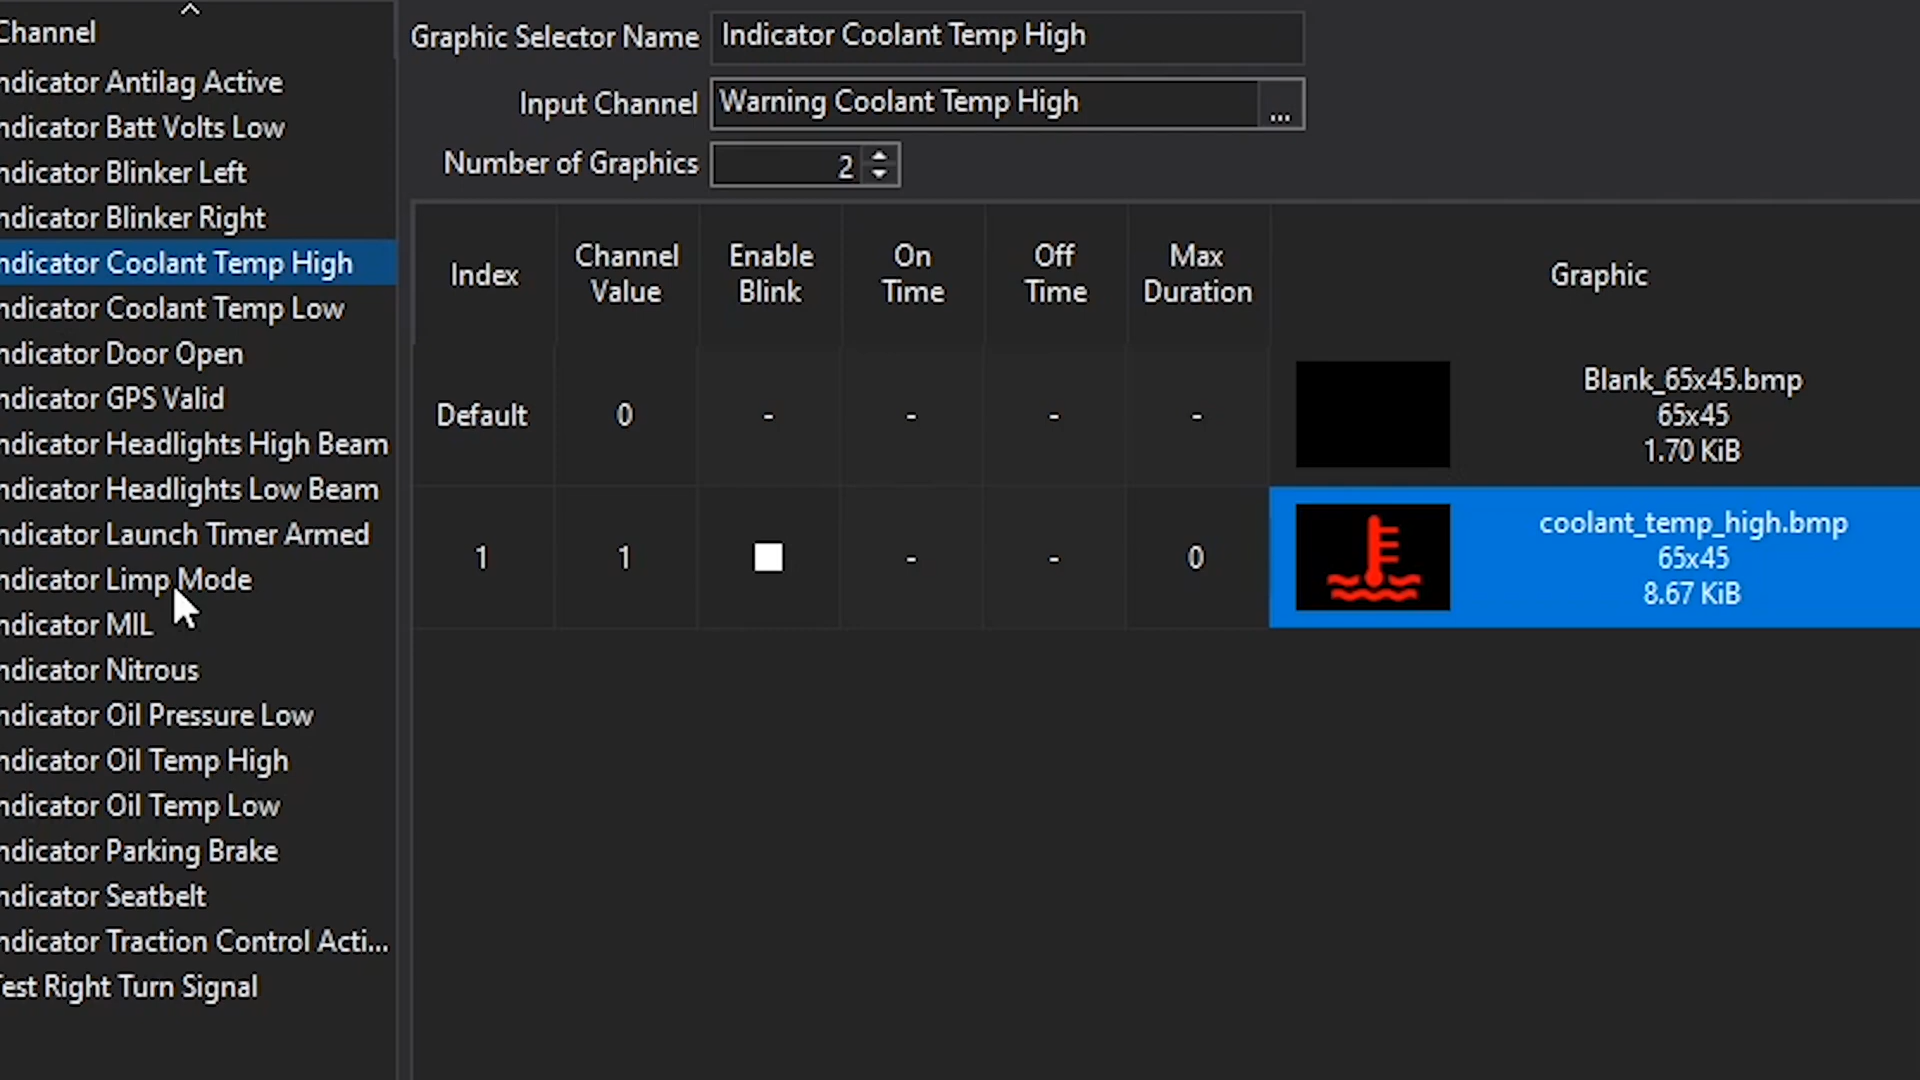 Channel
ndicator Antilag Active
ndicator Batt Volts Low
ndicator Blinker Left
ndicator Blinker Right
ndicator Coolant Temp High
ndicator Coolant Temp Low
ndicator Door Open
ndicator GPS Valid
ndicator Headlights High Beam
ndicator Headlights Low Beam
ndicator Launch Timer Armed
ndicator Limp Mode
ndicator MIL
ndicator Nitrous
ndicator Oil Pressure Low
ndicator Oil Temp High
ndicator Oil Temp Low
ndicator Parking Brake
ndicator Seatbelt
ndicator Traction Control Acti...
Test Right Turn Signal
Graphic Selector Name Indicator Coolant Temp High
Input Channel Warning Coolant Temp High ...
Number of Graphics 2
Index Channel Value Enable Blink On Time Off Time Max Duration Graphic
Default 0 - - - - Blank_65x45.bmp
65x45
1.70 KiB
1 1 - - 0 coolant_temp_high.bmp
65x45
8.67 KiB